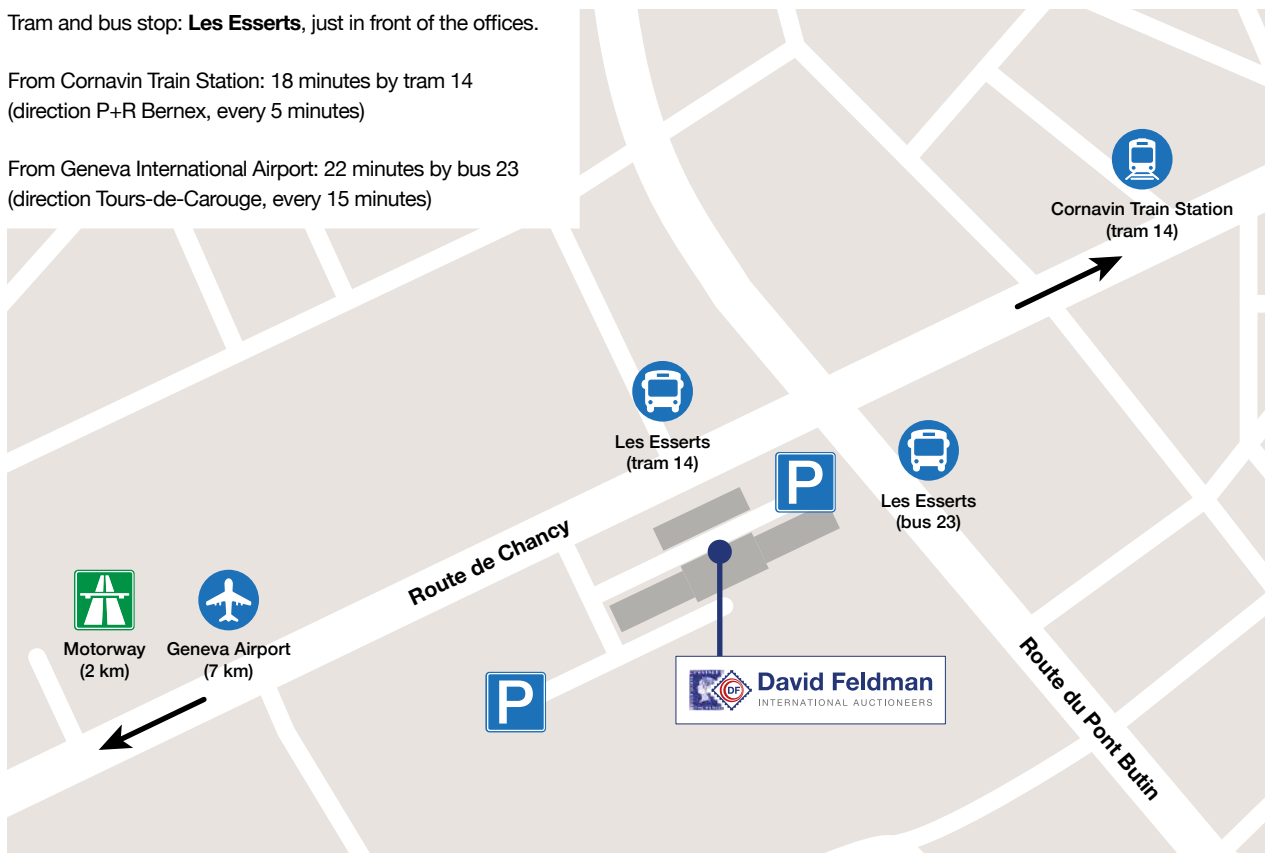 Tram and bus stop: Les Esserts, just in front of the offices.
From Cornavin Train Station: 18 minutes by tram 14
(direction P+R Bernex, every 5 minutes)
From Geneva International Airport: 22 minutes by bus 23
(direction Tours-de-Carouge, every 15 minutes)
Cornavin Train Station
(tram 14)
Les Esserts
(tram 14)
P
Les Esserts
(bus 23)
Route de Chancy
Motorway
(2 km)
Geneva Airport
(7 km)
P
DF
David Feldman
INTERNATIONAL AUCTIONEERS
Route du Pont Butin